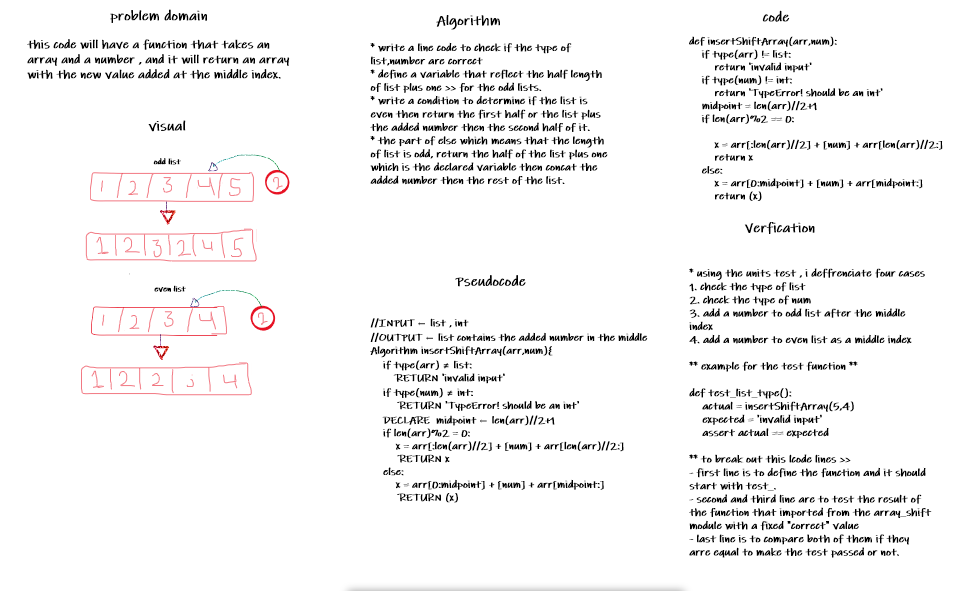 problem domain
this code will have a function that takes an
array and a number , and it will return an array
with the new value added at the middle index.
visual
odd list
1 2 3 4 5 2
1 2 3 2 4 5
even list
1 2 3 4 2
1 2 2 3 4
Algorithm
* write a line code to check if the type of
list,number are correct
* define a variable that reflect the half length
of list plus one >> for the odd lists.
* write a condition to determine if the list is
even then return the first half or the list plus
the added number then the second half of it.
* the part of else which means that the length
of list is odd, return the half of the list plus one
which is the declared variable then concat the
added number then the rest of the list.
Pseudocode
//INPUT ← list , int
//OUTPUT ← list contains the added number in the middle
Algorithm insertShiftArray(arr,num){
if type(arr) ≠ list:
RETURN 'invalid input'
if type(num) ≠ int:
RETURN 'TypeError! should be an int'
DECLARE midpoint ← len(arr)//2+1
if len(arr)%2 = 0:
x = arr[:len(arr)//2] + [num] + arr[len(arr)//2:]
RETURN x
else:
x = arr[0:midpoint] + [num] + arr[midpoint:]
RETURN (x)
code
def insertShiftArray(arr,num):
if type(arr) != list:
return 'invalid input'
if type(num) != int:
return 'TypeError! should be an int'
midpoint = len(arr)//2+1
if len(arr)%2 == 0:
x = arr[:len(arr)//2] + [num] + arr[len(arr)//2:]
return x
else:
x = arr[0:midpoint] + [num] + arr[midpoint:]
return (x)
Verfication
* using the units test , i deffrenciate four cases
1. check the type of list
2. check the type of num
3. add a number to odd list after the middle
index
4. add a number to even list as a middle index
** example for the test function **
def test_list_type():
actual = insertShiftArray(5,4)
expected = 'invalid input'
assert actual == expected
** to break out this lcode lines >>
- first line is to define the function and it should
start with test_.
- second and third line are to test the result of
the function that imported from the array_shift
module with a fixed "correct" value
- last line is to compare both of them if they
arre equal to make the test passed or not.